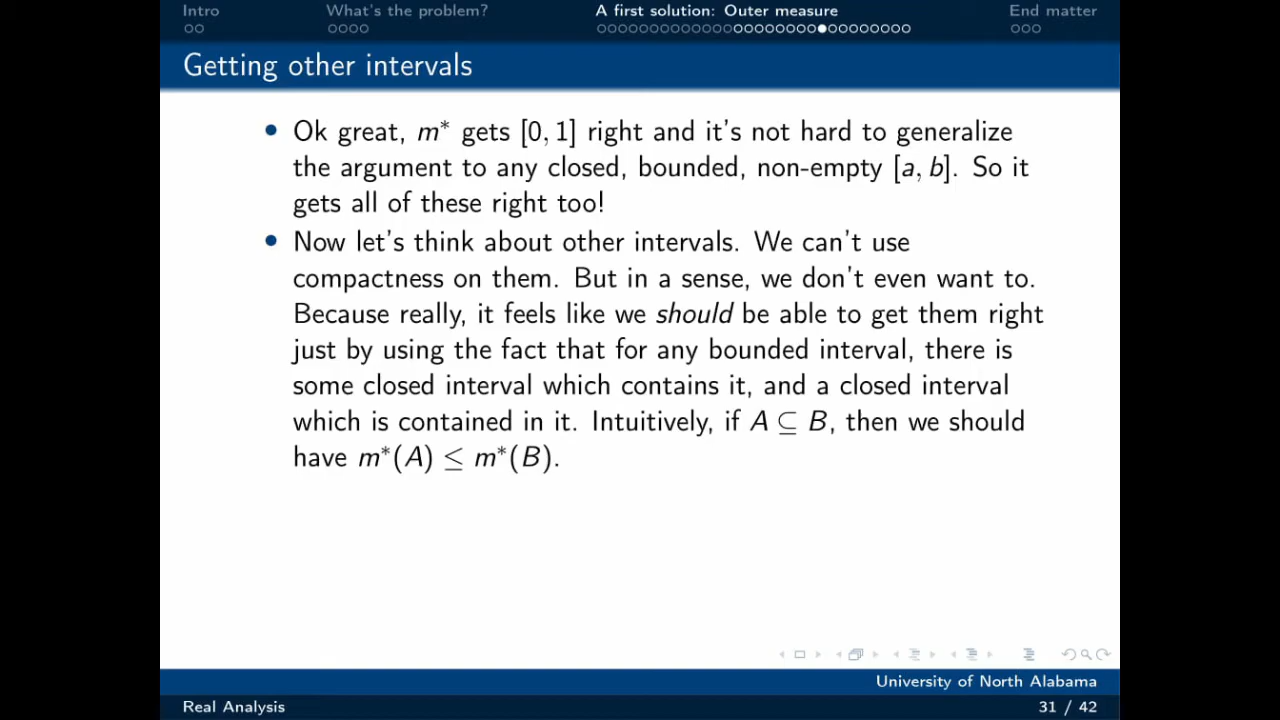 Intro What's the problem? A first solution: Outer measure End matter
Getting other intervals
• Ok great, m* gets [0, 1] right and it's not hard to generalize
the argument to any closed, bounded, non-empty [a, b]. So it
gets all of these right too!
• Now let's think about other intervals. We can't use
compactness on them. But in a sense, we don't even want to.
Because really, it feels like we should be able to get them right
just by using the fact that for any bounded interval, there is
some closed interval which contains it, and a closed interval
which is contained in it. Intuitively, if A ⊆ B, then we should
have m*(A) ≤ m*(B).
University of North Alabama
Real Analysis 31 / 42